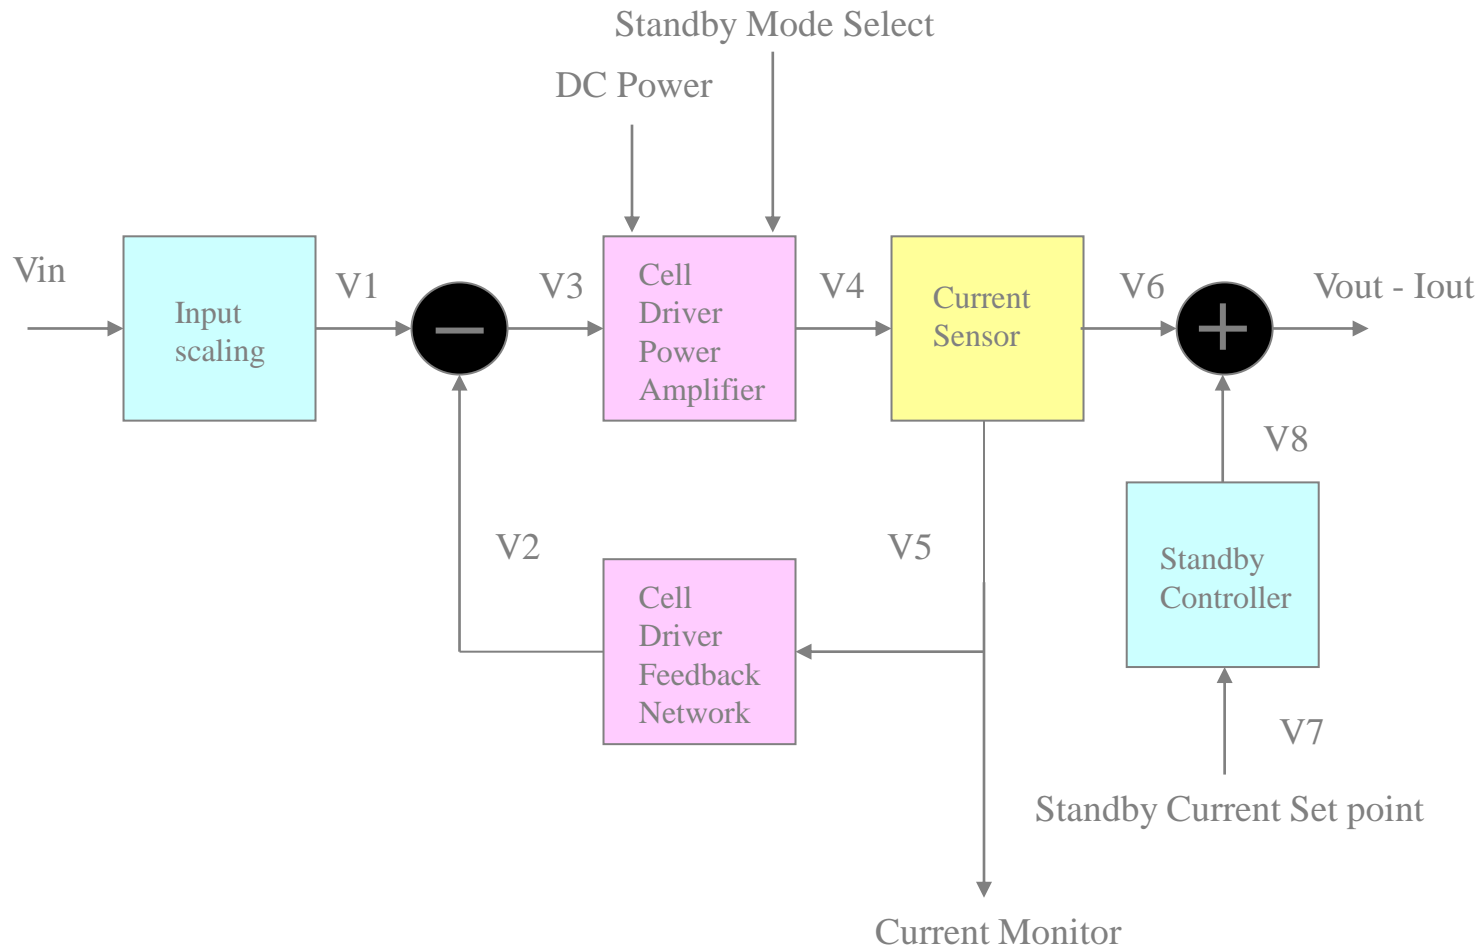 Standby Mode Select
DC Power
Vin
Input
scaling
V1
V3
Cell
Driver
Power
Amplifier
V4
Current
Sensor
V6
Vout - Iout
V8
V2
Cell
Driver
Feedback
Network
V5
Standby
Controller
V7
Standby Current Set point
Current Monitor